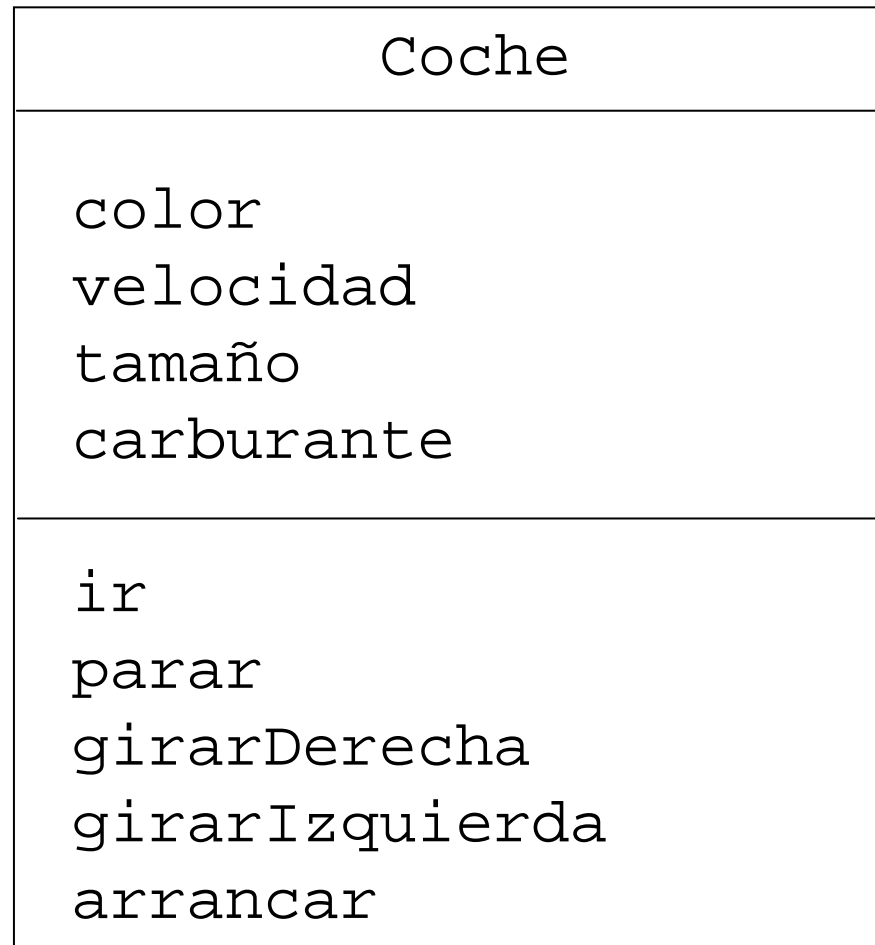 Coche
color
velocidad
tamaño
carburante
ir
parar
girarDerecha
girarIzquierda
arrancar